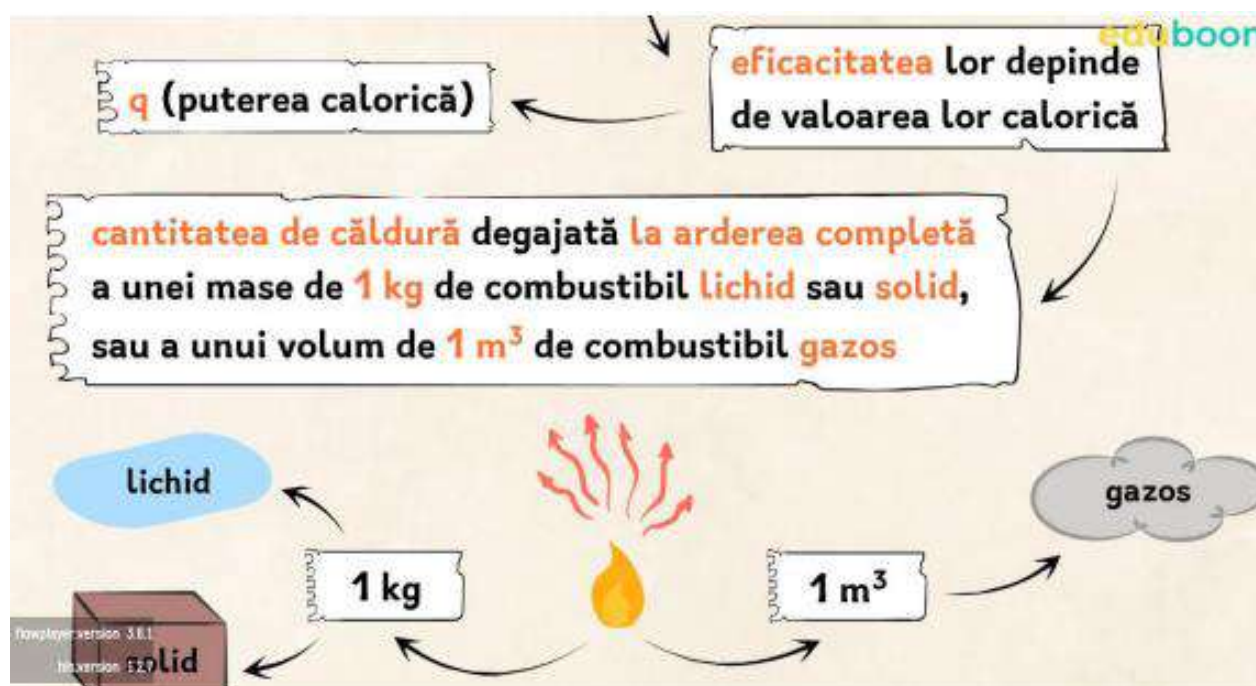 eduboom
eficacitatea lor depinde
de valoarea lor calorică
q (puterea calorică)
cantitatea de căldură degajată la arderea completă
a unei mase de 1 kg de combustibil lichid sau solid,
sau a unui volum de 1 m³ de combustibil gazos
lichid
gazos
1 kg
1 m³
solid
flowplayer.version 3.6.1